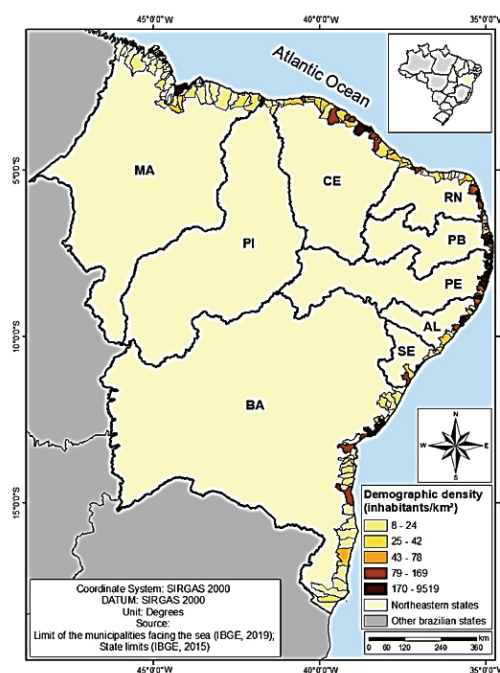 45°0'0"W
40°0'0"W
35°0'0"W
Atlantic Ocean
5°0'0"S
MA
CE
RN
PI
PB
PE
10°0'0"S
AL
SE
BA
N
W
E
S
15°0'0"S
Demographic density
(inhabitants/km²)
8 - 24
25 - 42
43 - 78
79 - 169
170 - 9519
Northeastern states
Other brazilian states
Coordinate System: SIRGAS 2000
DATUM: SIRGAS 2000
Unit: Degrees
Source:
Limit of the municipalities facing the sea (IBGE, 2019);
State limits (IBGE, 2015)
0 60 120 240 360
km
45°0'0"W
40°0'0"W
35°0'0"W